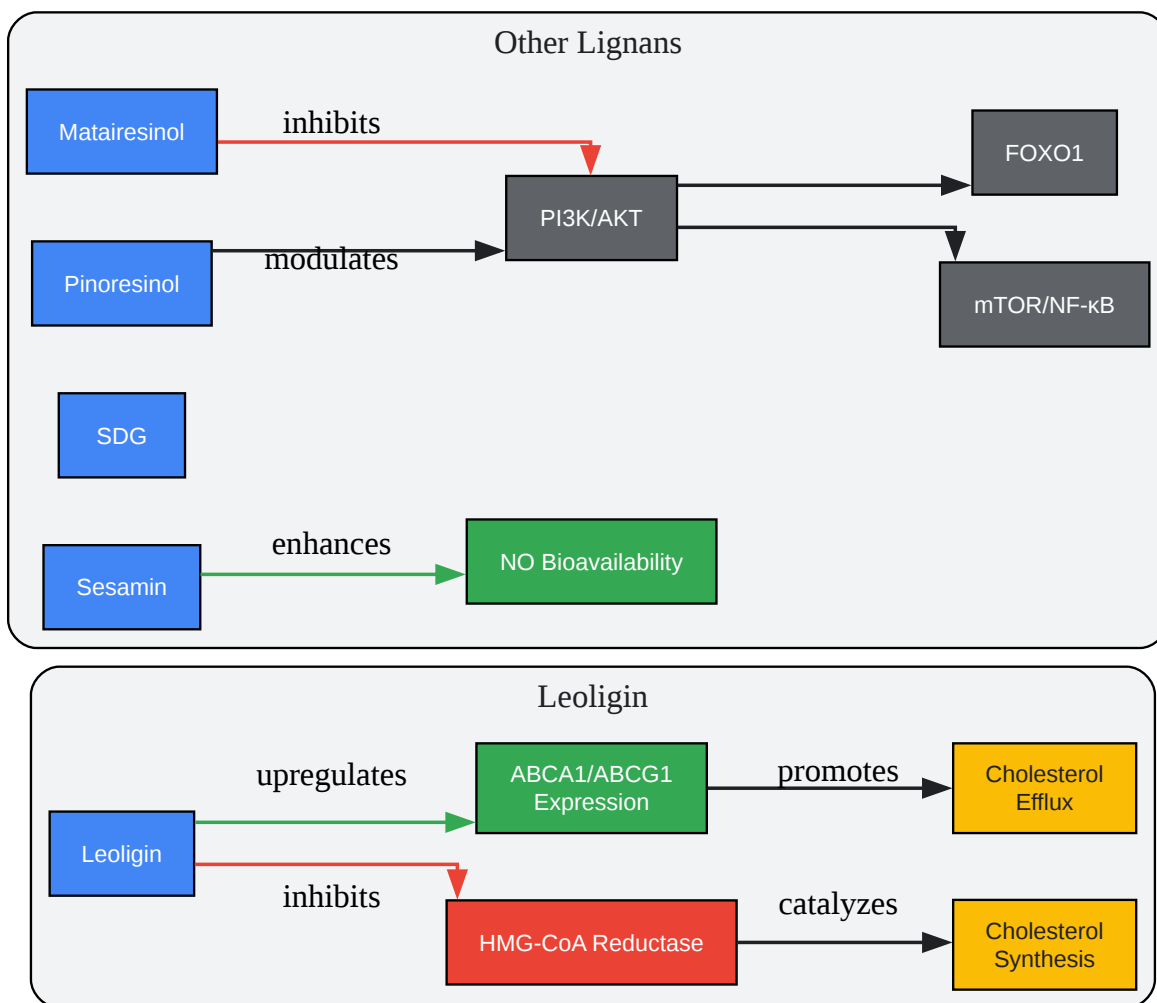 Other Lignans
Matairesinol
inhibits
FOXO1
PI3K/AKT
Pinoresinol
modulates
mTOR/NF-κB
SDG
Sesamin
enhances
NO Bioavailability
Leoligin
upregulates
ABCA1/ABCG1
Expression
promotes
Cholesterol
Efflux
Leoligin
inhibits
HMG-CoA Reductase
catalyzes
Cholesterol
Synthesis